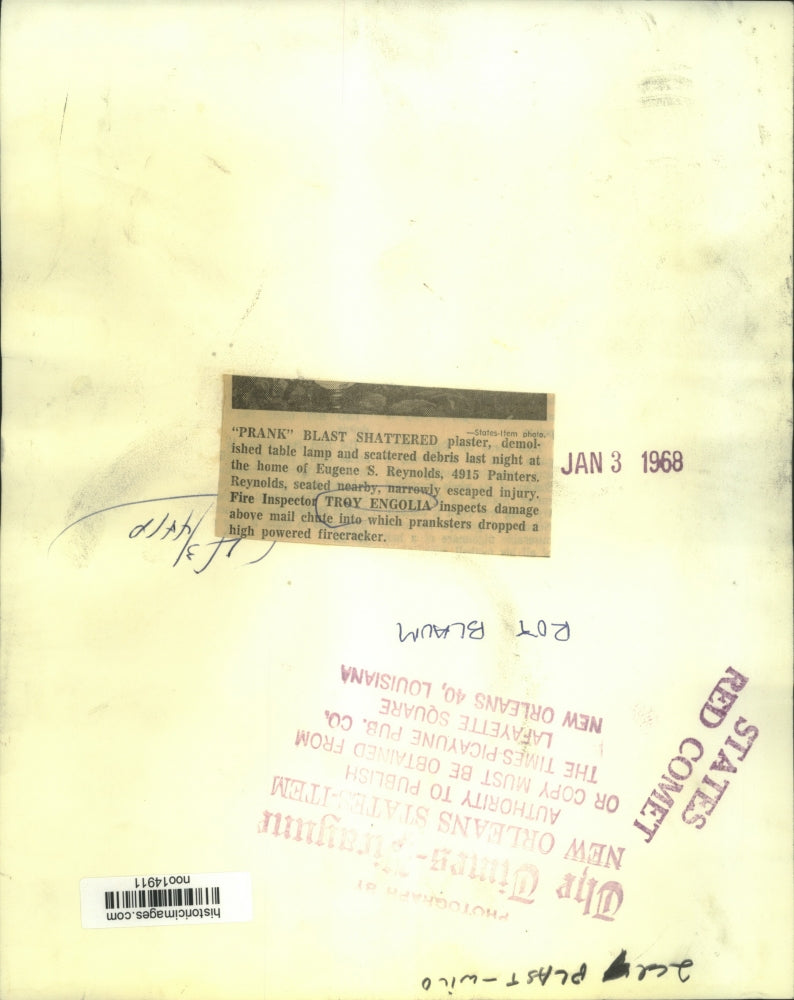 —States-Item photo.
“PRANK” BLAST SHATTERED plaster, demol-
ished table lamp and scattered debris last night at
the home of Eugene S. Reynolds, 4915 Painters.
Reynolds, seated nearby, narrowly escaped injury.
Fire Inspector TROY ENGOLIA inspects damage
above mail chute into which pranksters dropped a
high powered firecracker.
JAN 3 1968
ROY BLAUM
STATES
RED COMET
PHOTOGRAPH BY
The Times-Picayune
NEW ORLEANS STATES-ITEM
AUTHORITY TO PUBLISH
OR COPY MUST BE OBTAINED FROM
THE TIMES-PICAYUNE PUB. CO.
LAFAYETTE SQUARE
NEW ORLEANS 40, LOUISIANA
historicimages.com
no014911